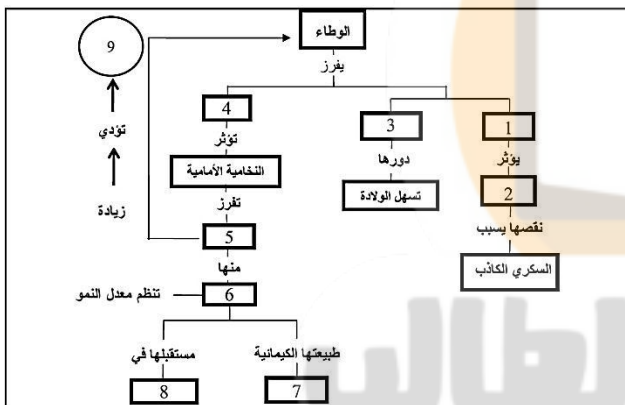 الوطاء
9
يفرز
4
3
1
تؤدي
تؤثر
دورها
يؤثر
النخامية الأمامية
تسهل الولادة
2
زيادة
تفرز
نقصها يسبب
5
السكري الكاذب
منها
6
تنظم معدل النمو
مستقبلها في
طبيعتها الكيمائية
8
7